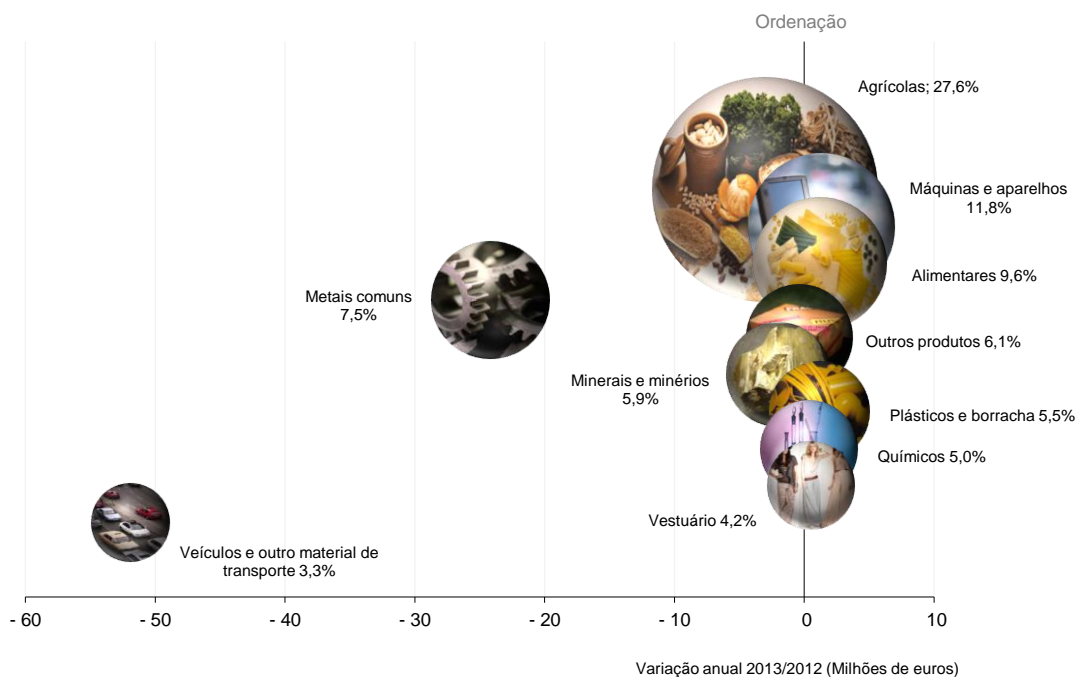 Ordenação
Agrícolas; 27,6%
Máquinas e aparelhos
11,8%
Alimentares 9,6%
Metais comuns
7,5%
Outros produtos 6,1%
Minerais e minérios
5,9%
Plásticos e borracha 5,5%
Químicos 5,0%
Vestuário 4,2%
Veículos e outro material de
transporte 3,3%
- 60 - 50 - 40 - 30 - 20 - 10 0 10
Variação anual 2013/2012 (Milhões de euros)